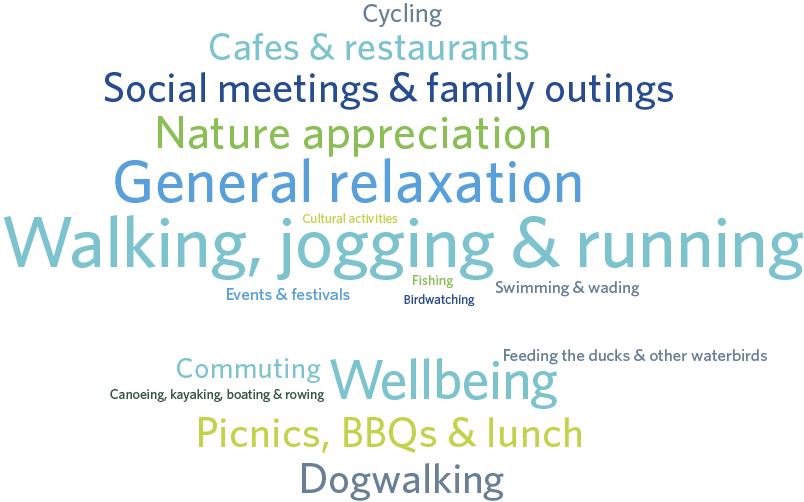 Cycling
Cafes & restaurants
Social meetings & family outings
Nature appreciation
General relaxation
Cultural activities
Walking, jogging & running
Fishing
Swimming & wading
Events & festivals
Birdwatching
Feeding the ducks & other waterbirds
Commuting
Wellbeing
Canoeing, kayaking, boating & rowing
Picnics, BBQs & lunch
Dogwalking